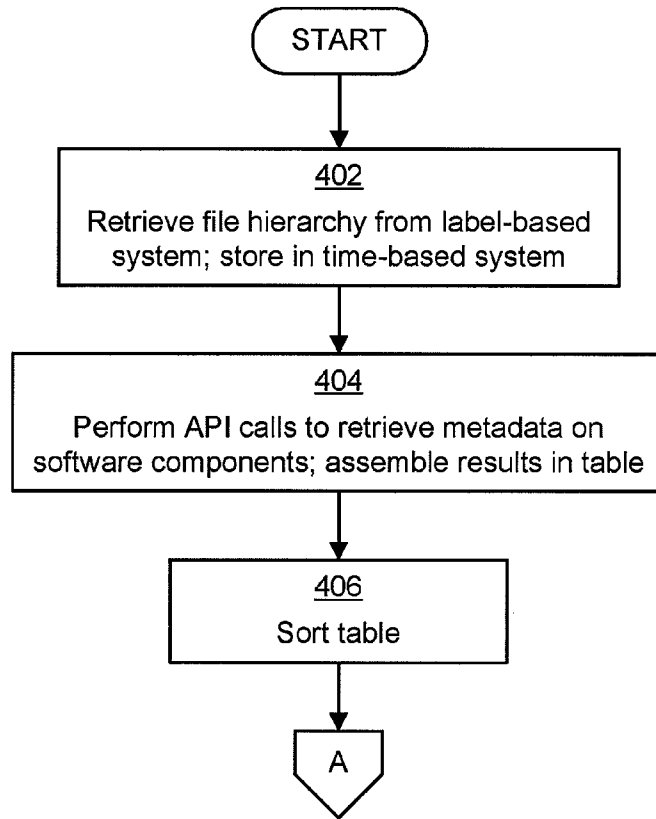 START
402
Retrieve file hierarchy from label-based
system; store in time-based system
404
Perform API calls to retrieve metadata on
software components; assemble results in table
406
Sort table
A